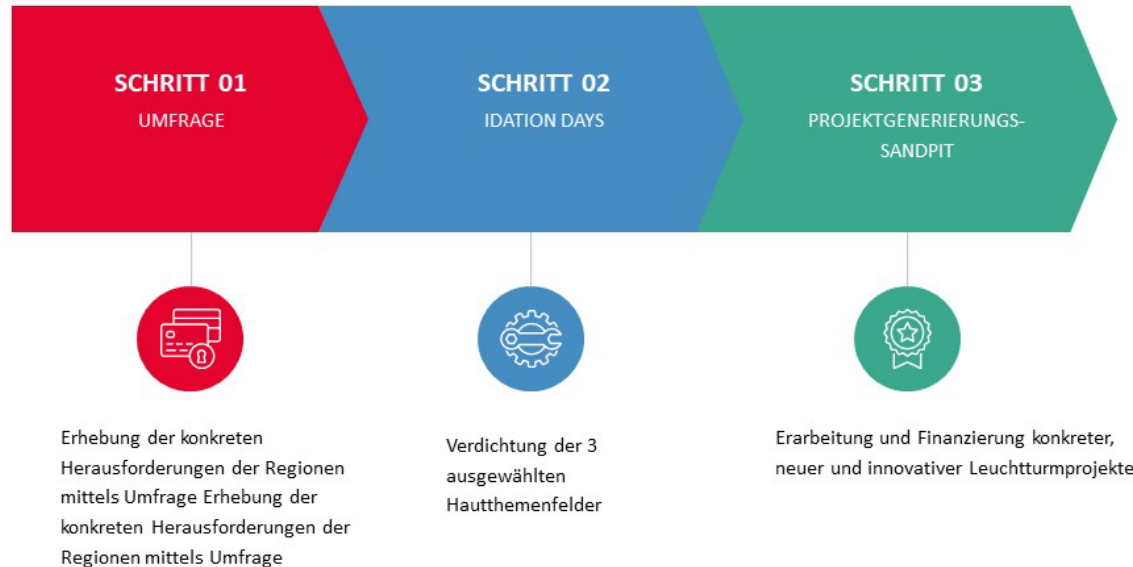 SCHRITT 01
UMFRAGE
SCHRITT 02
IDATION DAYS
SCHRITT 03
PROJEKTGENERIERUNGS-
SANDPIT
Erhebung der konkreten
Herausforderungen der Regionen
mittels Umfrage Erhebung der
konkreten Herausforderungen der
Regionen mittels Umfrage
Verdichtung der 3
ausgewählten
Hautthemenfelder
Erarbeitung und Finanzierung konkreter,
neuer und innovativer Leuchtturmprojekte